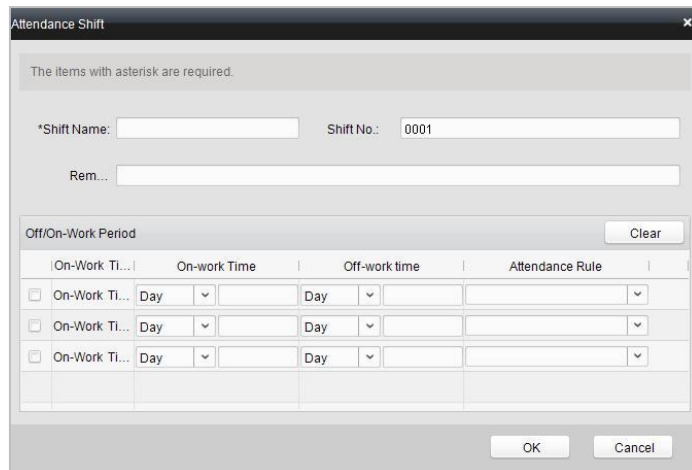 Attendance Shift
The items with asterisk are required.
*Shift Name: Shift No.: 0001
Rem...
Off/On-Work Period Clear
On-Work Ti... On-work Time Off-work time Attendance Rule
On-Work Ti... Day Day
On-Work Ti... Day Day
On-Work Ti... Day Day
OK Cancel